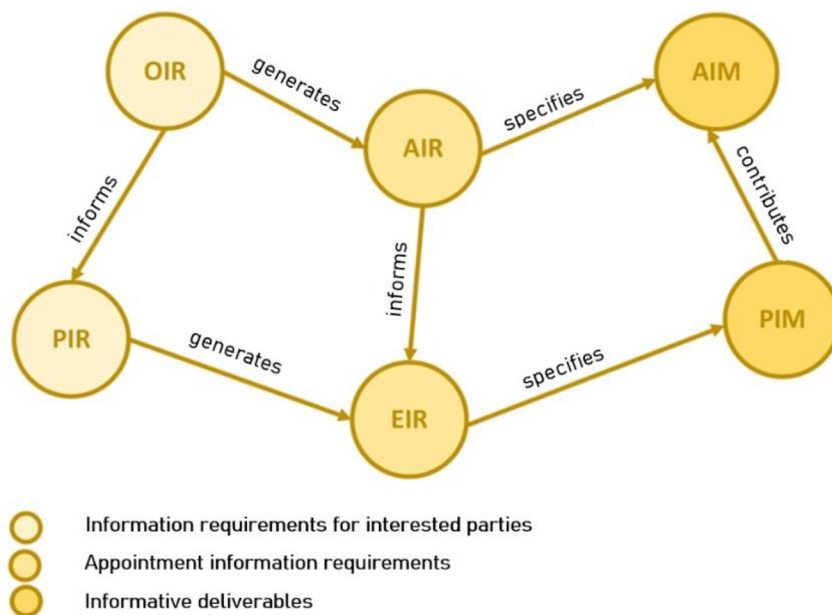 OIR
generates
AIR
specifies
AIM
informs
informs
contributes
PIR
generates
EIR
specifies
PIM
Information requirements for interested parties
Appointment information requirements
Informative deliverables